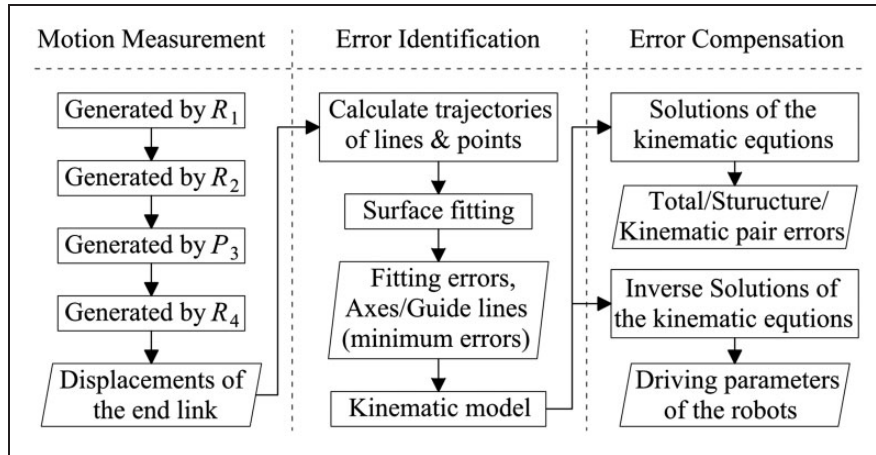 Motion Measurement
Error Identification
Error Compensation
Generated by R1
Generated by R2
Generated by P3
Generated by R4
Displacements of
the end link
Calculate trajectories
of lines & points
Surface fitting
Fitting errors,
Axes/Guide lines
(minimum errors)
Kinematic model
Solutions of the
kinematic equtions
Total/Sturucture/
Kinematic pair errors
Inverse Solutions of
the kinematic equtions
Driving parameters
of the robots